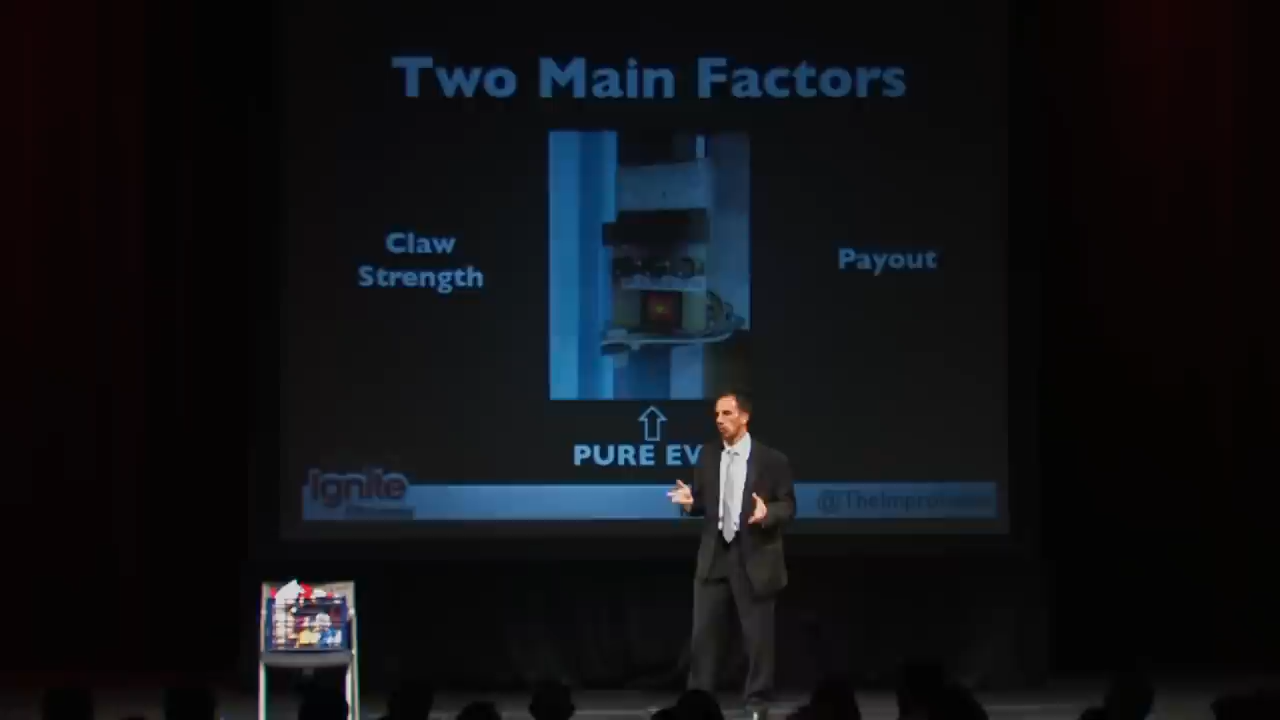 Two Main Factors
Claw
Strength
Payout
PURE EV
Ignite